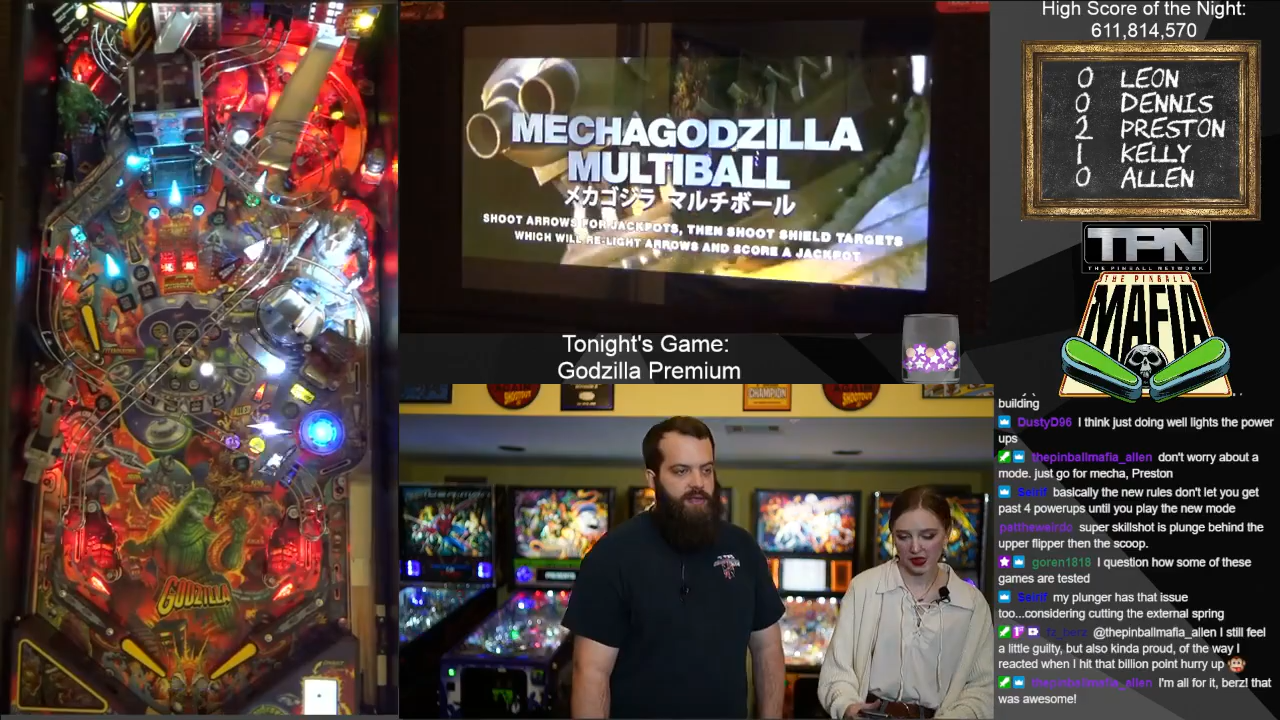 MECHAGODZILLA
MULTIBALL
メカゴジラ マルチボール
SHOOT ARROWS FOR JACKPOTS, THEN SHOOT SHIELD TARGETS
WHICH WILL RE-LIGHT ARROWS AND SCORE A JACKPOT
Tonight's Game:
Godzilla Premium
GODZILLA
CHAMPION
High Score of the Night:
611,814,570
0 LEON
0 DENNIS
2 PRESTON
1 KELLY
0 ALLEN
TPN
THE PINBALL NETWORK
THE PINBALL
MAFIA
building
DustyD96 I think just doing well lights the power
ups
thepinballmafia_allen don't worry about a
mode. just go for mecha, Preston
Seirif basically the new rules don't let you get
past 4 powerups until you play the new mode
pattheweirdo super skillshot is plunge behind the
upper flipper then the scoop.
goren1818 I question how some of these
games are tested
Seirif my plunger has that issue
too...considering cutting the external spring
fz_berz @thepinballmafia_allen I still feel
a little guilty, but also kinda proud, of the way I
reacted when I hit that billion point hurry up
thepinballmafia_allen I'm all for it, berz! that
was awesome!